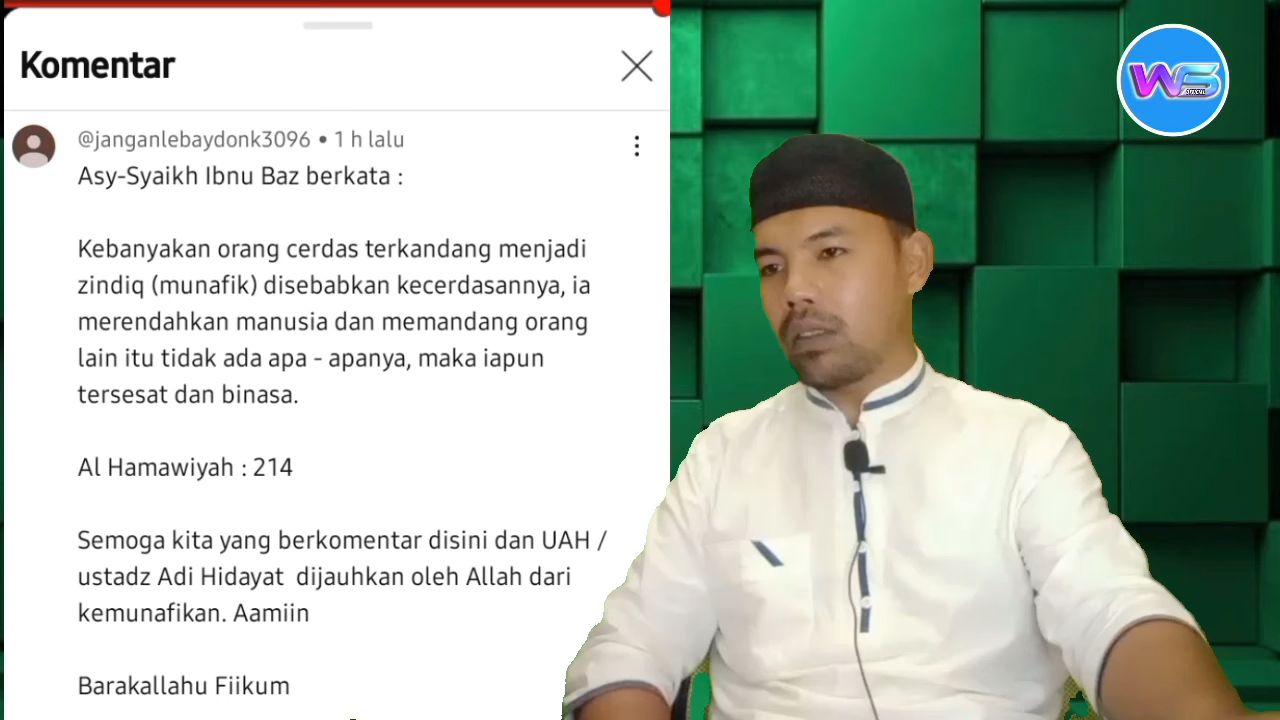 Komentar
@janganlebaydonk3096 • 1 h lalu
Asy-Syaikh Ibnu Baz berkata :
Kebanyakan orang cerdas terkandang menjadi
zindiq (munafik) disebabkan kecerdasannya, ia
merendahkan manusia dan memandang orang
lain itu tidak ada apa - apanya, maka iapun
tersesat dan binasa.
Al Hamawiyah : 214
Semoga kita yang berkomentar disini dan UAH /
ustadz Adi Hidayat  dijauhkan oleh Allah dari
kemunafikan. Aamiin
Barakallahu Fiikum
WS